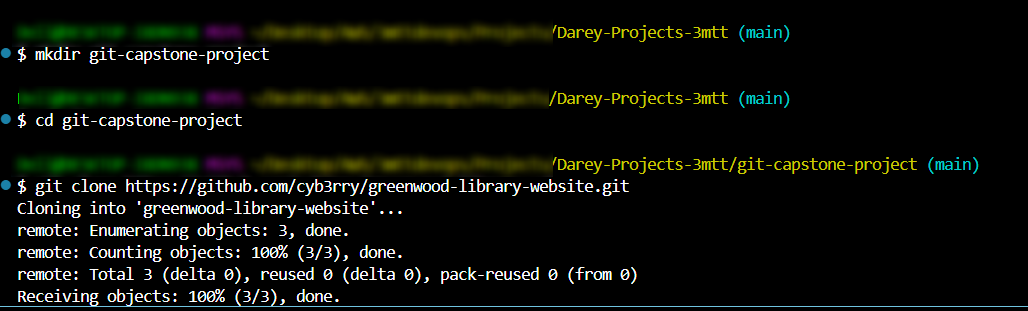 /Darey-Projects-3mtt (main)
$ mkdir git-capstone-project
/Darey-Projects-3mtt (main)
$ cd git-capstone-project
/Darey-Projects-3mtt/git-capstone-project (main)
$ git clone https://github.com/cyb3rry/greenwood-library-website.git
Cloning into 'greenwood-library-website'...
remote: Enumerating objects: 3, done.
remote: Counting objects: 100% (3/3), done.
remote: Total 3 (delta 0), reused 0 (delta 0), pack-reused 0 (from 0)
Receiving objects: 100% (3/3), done.